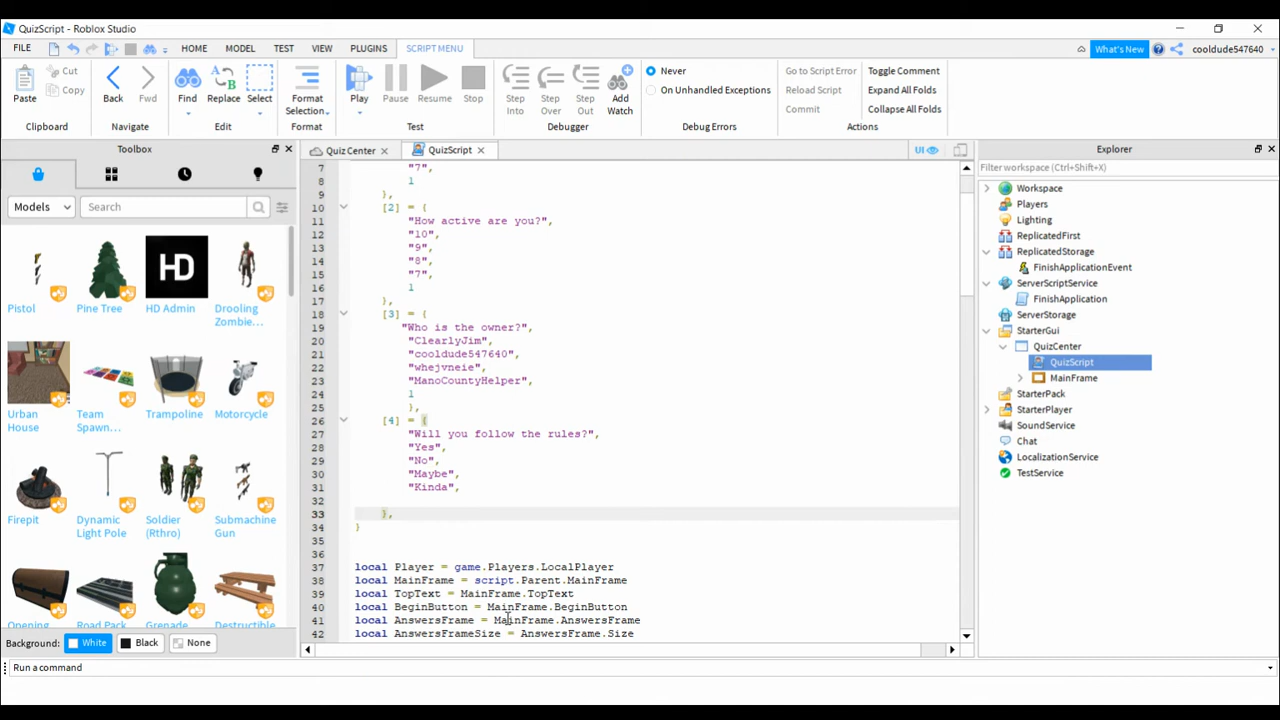 QuizScript - Roblox Studio
FILE HOME MODEL TEST VIEW PLUGINS SCRIPT MENU What's New cooldude547640
Paste
Cut
Copy
Clipboard
Back
Fwd
Navigate
Find
Replace
Select
Edit
Format
Selection
Format
Play
Pause
Resume
Stop
Test
Step
Into
Step
Over
Step
Out
Add
Watch
Debugger
Never
On Unhandled Exceptions
Debug Errors
Go to Script Error
Reload Script
Commit
Toggle Comment
Expand All Folds
Collapse All Folds
Actions
Toolbox
Models
Search
HD
Pistol
Pine Tree
HD Admin
Drooling
Zombie...
Urban
House
Team
Spawn...
Trampoline
Motorcycle
Firepit
Dynamic
Light Pole
Soldier
(Rthro)
Submachine
Gun
Opening
Road Pack
Jeep
Destructible
Background: White Black None
QuizCenter QuizScript UI
7 "7",
8 1
9 },
10 [2] = {
11 "How active are you?",
12 "10",
13 "9",
14 "8",
15 "7",
16 1
17 },
18 [3] = {
19 "Who is the owner?",
20 "ClearlyJim",
21 "cooldude547640",
22 "whejvneie",
23 "ManoCountyHelper",
24 1
25 },
26 [4] = {
27 "Will you follow the rules?",
28 "Yes",
29 "No",
30 "Maybe",
31 "Kinda",
32
33 },
34 }
35
36
37 local Player = game.Players.LocalPlayer
38 local MainFrame = script.Parent.MainFrame
39 local TopText = MainFrame.TopText
40 local BeginButton = MainFrame.BeginButton
41 local AnswersFrame = MainFrame.AnswersFrame
42 local AnswersFrameSize = AnswersFrame.Size
Explorer
Filter workspace (Ctrl+Shift+X)
Workspace
Players
Lighting
ReplicatedFirst
ReplicatedStorage
FinishApplicationEvent
ServerScriptService
FinishApplication
ServerStorage
StarterGui
QuizCenter
QuizScript
MainFrame
StarterPack
StarterPlayer
SoundService
Chat
LocalizationService
TestService
Run a command